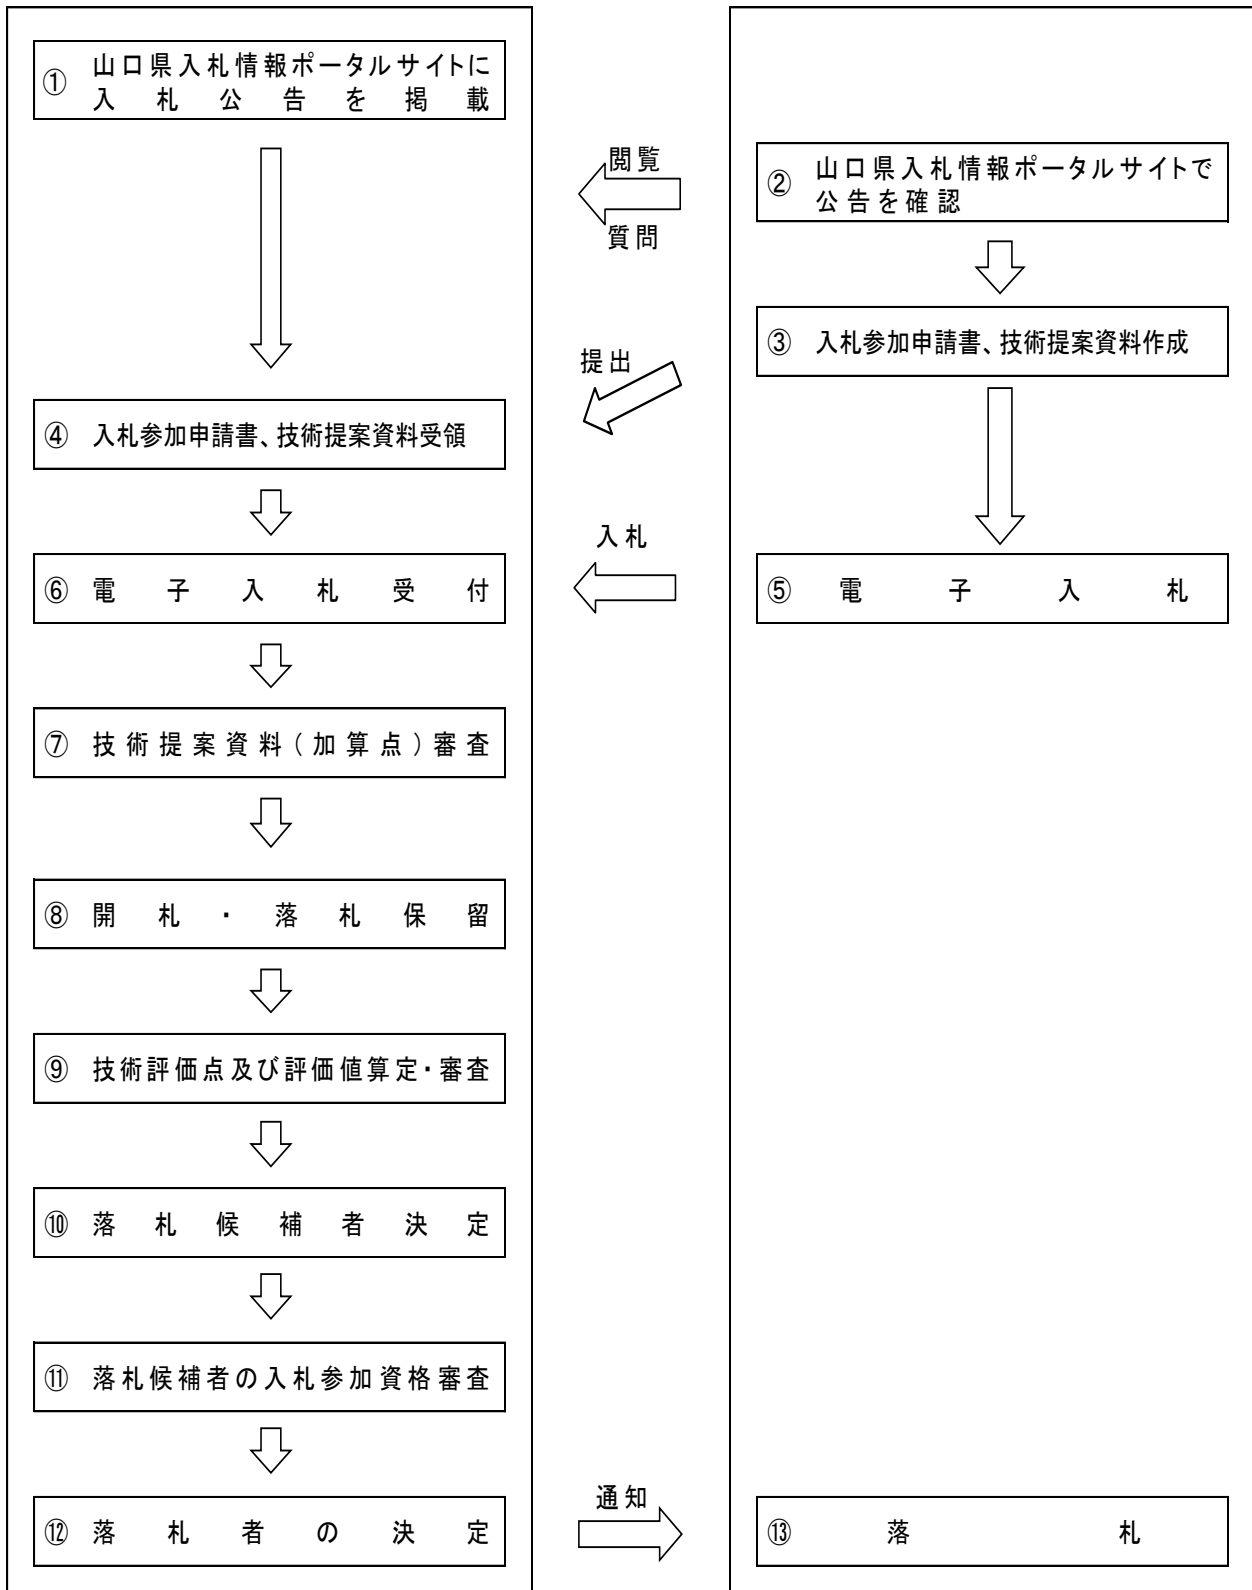 ① 山口県入札情報ポータルサイトに
入札公告を掲載
閲覧
② 山口県入札情報ポータルサイトで
公告を確認
質問
③ 入札参加申請書、技術提案資料作成
提出
④ 入札参加申請書、技術提案資料受領
入札
⑥ 電子入札受付
⑤ 電子入札
⑦ 技術提案資料(加算点)審査
⑧ 開札・落札保留
⑨ 技術評価点及び評価値算定・審査
⑩ 落札候補者決定
⑪ 落札候補者の入札参加資格審査
通知
⑫ 落札者の決定
⑬ 落札